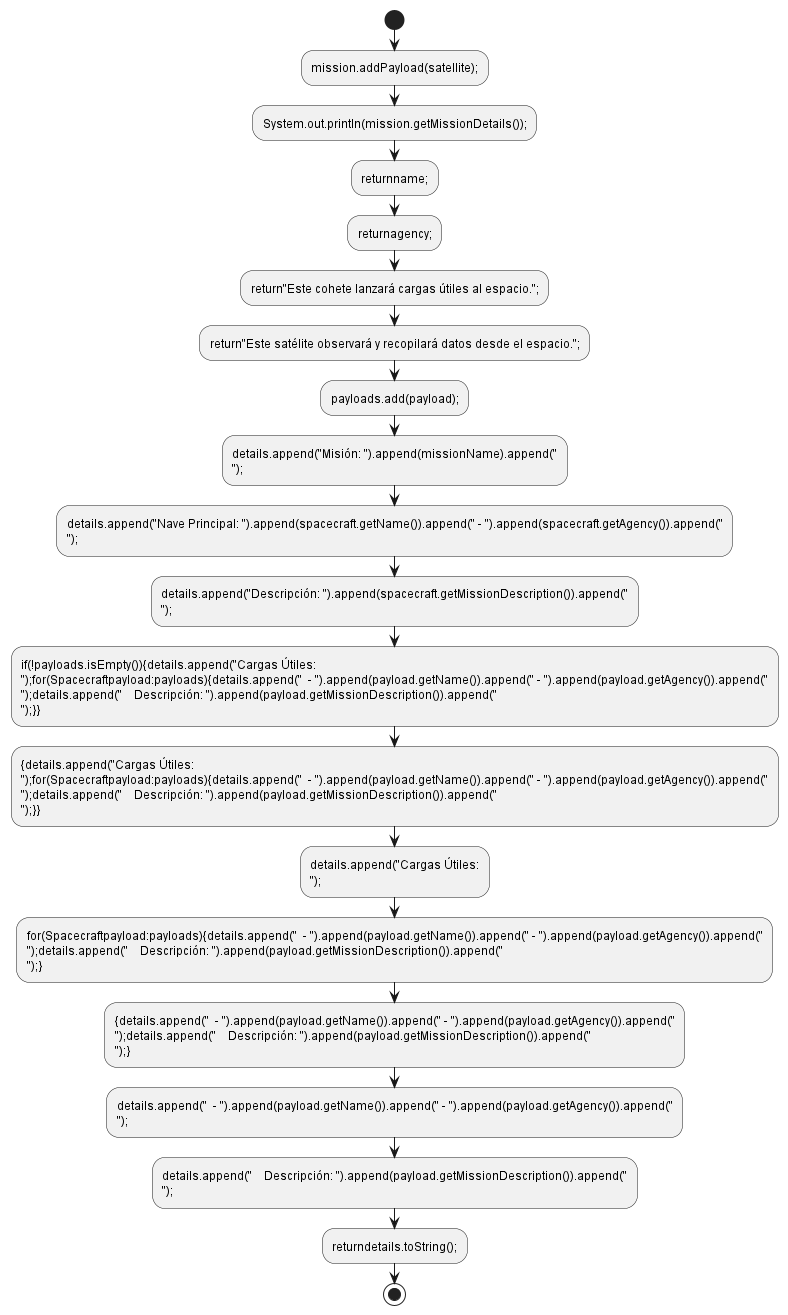 mission.addPayload(satellite);
System.out.println(mission.getMissionDetails());
returnname;
returnagency;
return"Este cohete lanzará cargas útiles al espacio.";
return"Este satélite observará y recopilará datos desde el espacio.";
payloads.add(payload);
details.append("Misión: ").append(missionName).append("
");
details.append("Nave Principal: ").append(spacecraft.getName()).append(" - ").append(spacecraft.getAgency()).append("
");
details.append("Descripción: ").append(spacecraft.getMissionDescription()).append("
");
if(!payloads.isEmpty()){details.append("Cargas Útiles:
");for(Spacecraftpayload:payloads){details.append("  - ").append(payload.getName()).append(" - ").append(payload.getAgency()).append("
");details.append("    Descripción: ").append(payload.getMissionDescription()).append("
");}}
{details.append("Cargas Útiles:
");for(Spacecraftpayload:payloads){details.append("  - ").append(payload.getName()).append(" - ").append(payload.getAgency()).append("
");details.append("    Descripción: ").append(payload.getMissionDescription()).append("
");}}
details.append("Cargas Útiles:
");
for(Spacecraftpayload:payloads){details.append("  - ").append(payload.getName()).append(" - ").append(payload.getAgency()).append("
");details.append("    Descripción: ").append(payload.getMissionDescription()).append("
");}
{details.append("  - ").append(payload.getName()).append(" - ").append(payload.getAgency()).append("
");details.append("    Descripción: ").append(payload.getMissionDescription()).append("
");}
details.append("  - ").append(payload.getName()).append(" - ").append(payload.getAgency()).append("
");
details.append("    Descripción: ").append(payload.getMissionDescription()).append("
");
returndetails.toString();